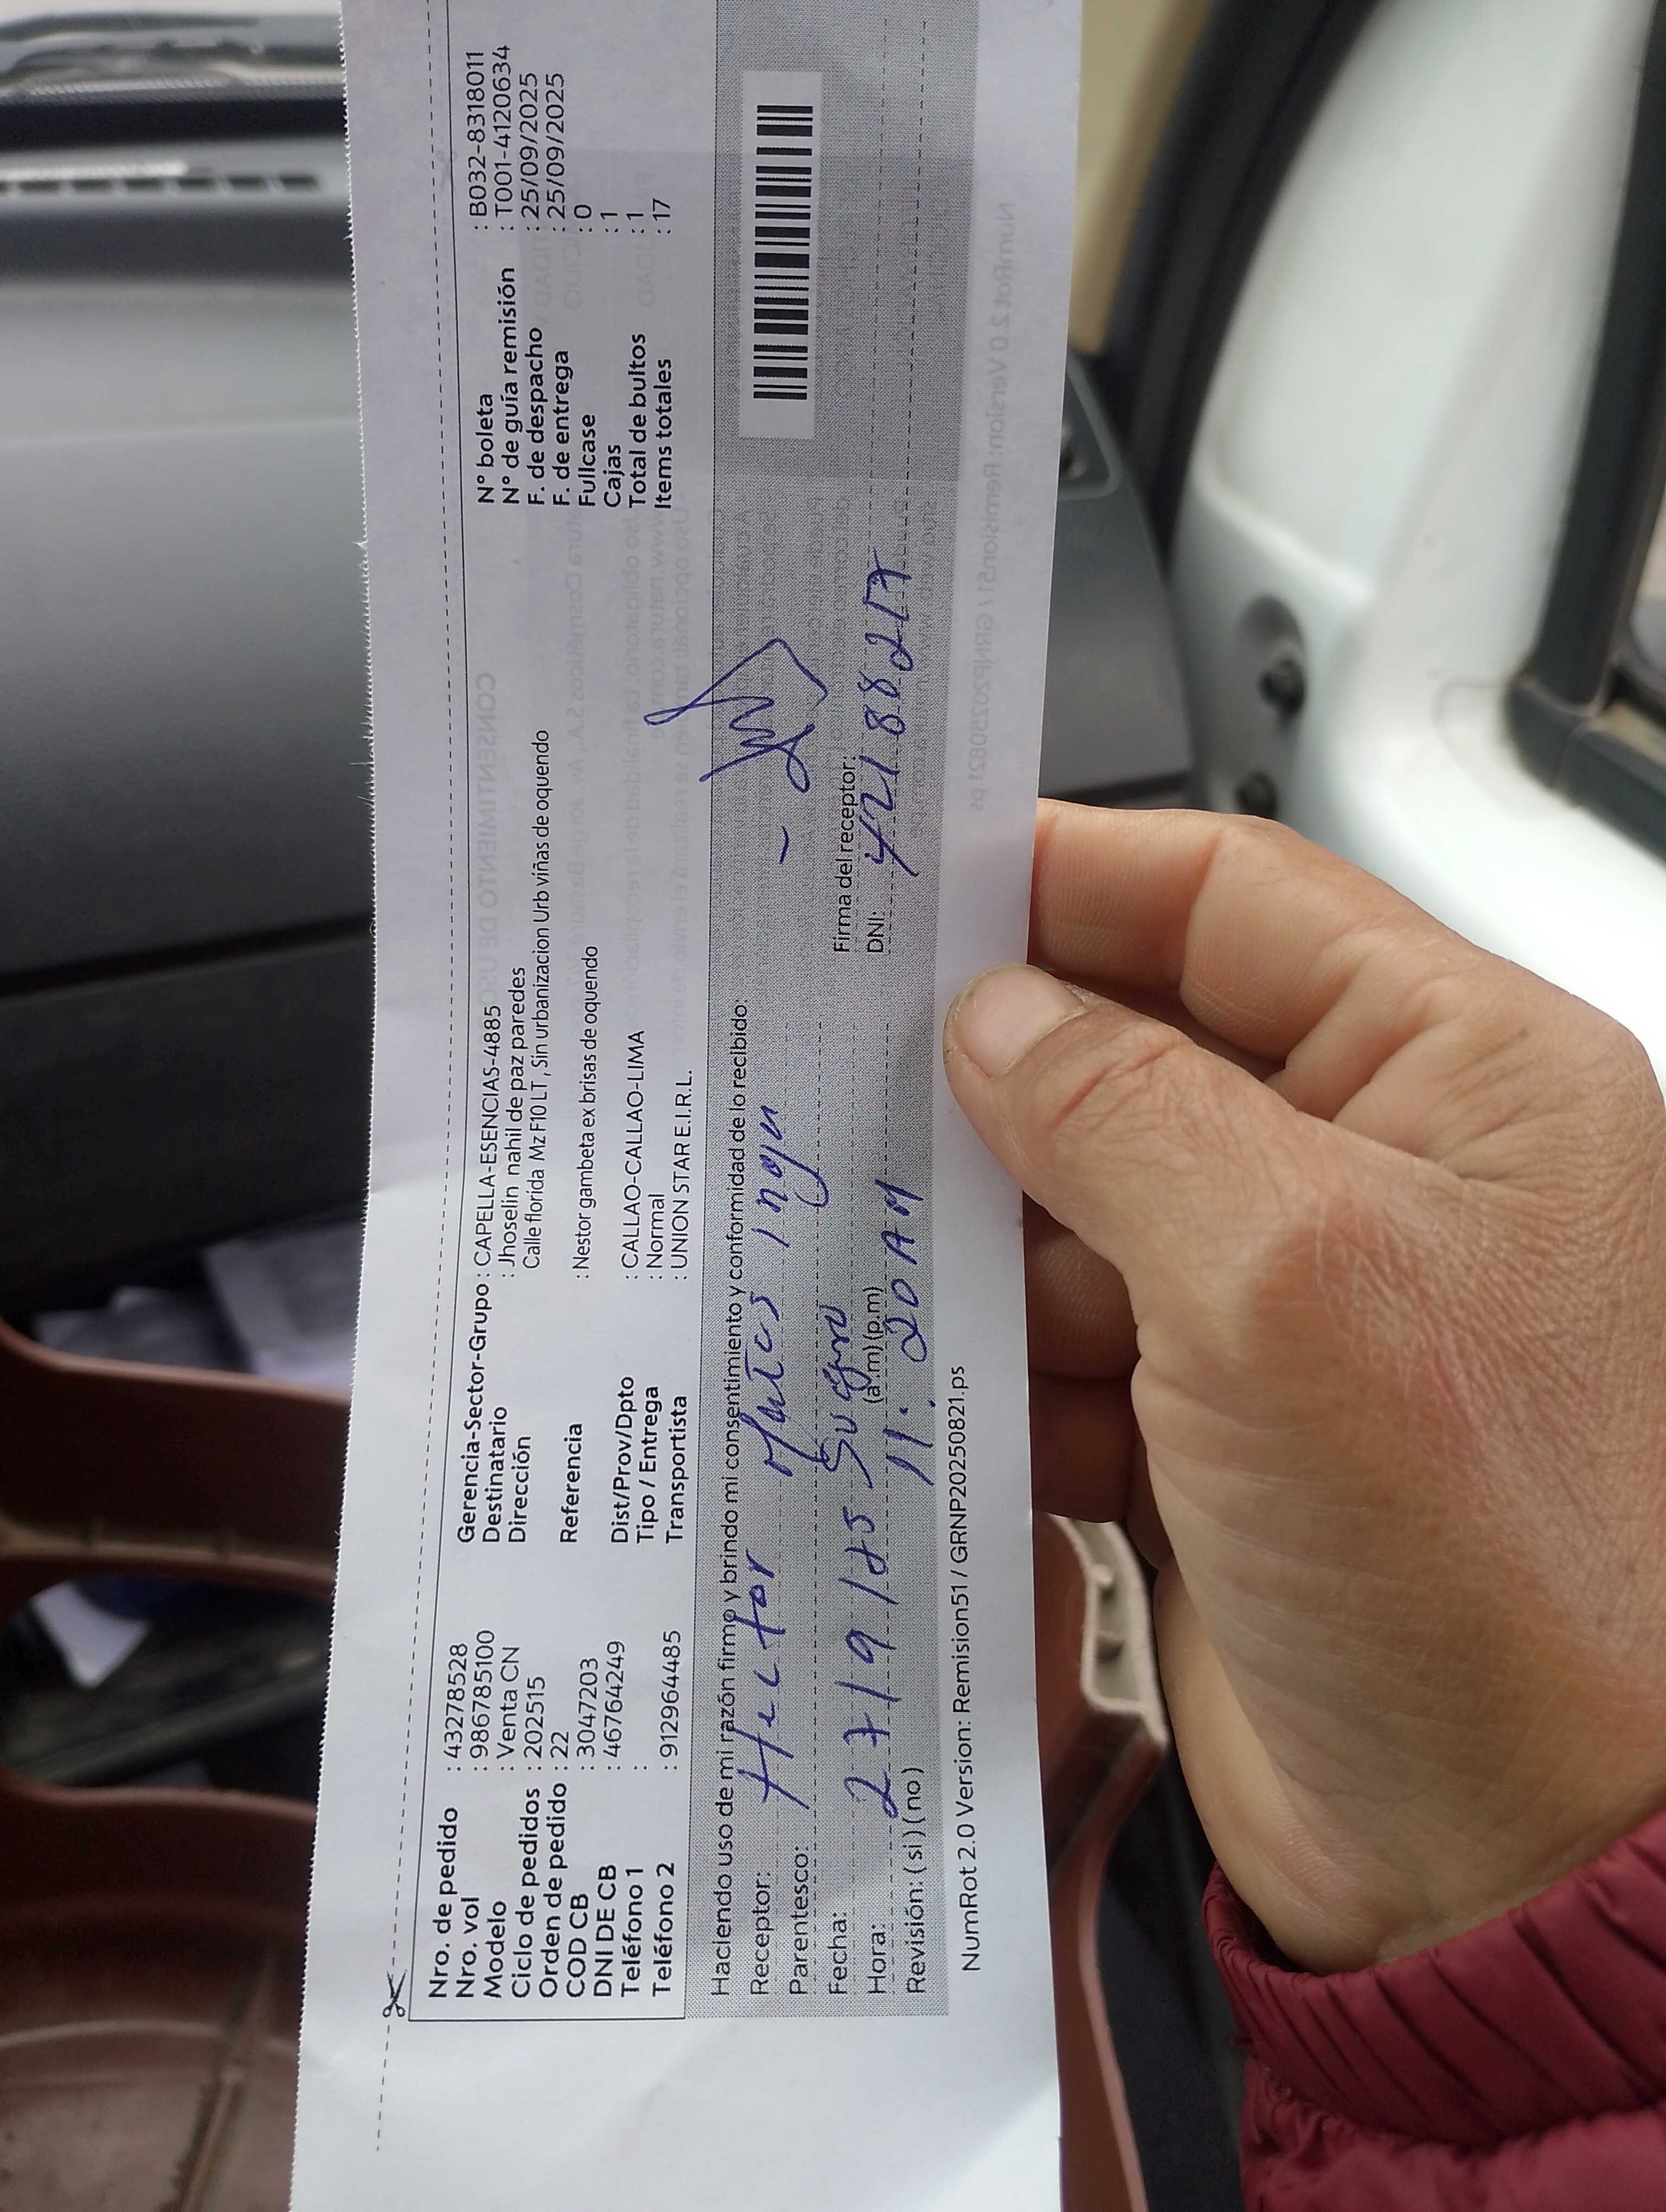 Nro. de pedido : 43278528
Nro. vol : 986785100
Modelo : Venta CN
Ciclo de pedidos : 202515
Orden de pedido : 22
COD CB : 3047203
DNI DE CB : 46764249
Teléfono 1 :
Teléfono 2 : 912964485
Gerencia-Sector-Grupo : CAPELLA-ESENCIAS-4885
Destinatario : Jhoselin nahil de paz paredes
Dirección Calle florida Mz F10 LT , Sin urbanizacion Urb viñas de oquendo
Referencia : Nestor gambeta ex brisas de oquendo
Dist/Prov/Dpto : CALLAO-CALLAO-LIMA
Tipo / Entrega : Normal
Transportista : UNION STAR E.I.R.L.
N° boleta : B032-8318011
N° de guía remisión : T001-4120634
F. de despacho : 25/09/2025
F. de entrega : 25/09/2025
Fullcase : 0
Cajas : 1
Total de bultos : 1
Items totales : 17
Haciendo uso de mi razón firmo y brindo mi consentimiento y conformidad de lo recibido:
Receptor: Hector
Parentesco: Suegro
Fecha: 27/9/25
Hora: (a.m) (p.m) 11:20 AM
Revisión: ( si ) ( no )
Firma del receptor:
DNI: 42188217
NumRot 2.0 Version: Remision51 / GRNP20250821.ps